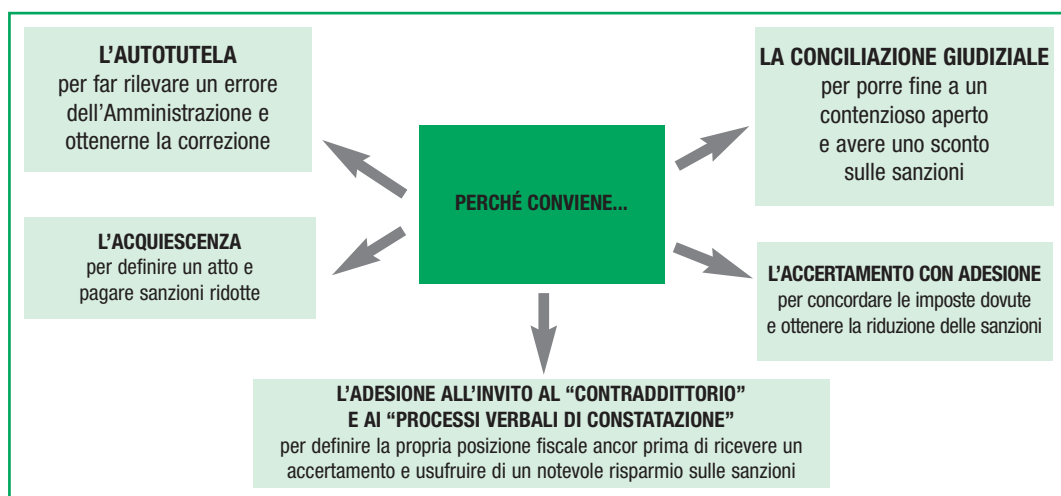 L'AUTOTUTELA
per far rilevare un errore
dell'Amministrazione e
ottenerne la correzione
LA CONCILIAZIONE GIUDIZIALE
per porre fine a un
contenzioso aperto
e avere uno sconto
sulle sanzioni
PERCHÉ CONVIENE...
L'ACQUIESCENZA
per definire un atto e
pagare sanzioni ridotte
L'ACCERTAMENTO CON ADESIONE
per concordare le imposte dovute
e ottenere la riduzione delle sanzioni
L'ADESIONE ALL'INVITO AL “CONTRADDITTORIO”
E AI “PROCESSI VERBALI DI CONSTATAZIONE”
per definire la propria posizione fiscale ancor prima di ricevere un
accertamento e usufruire di un notevole risparmio sulle sanzioni